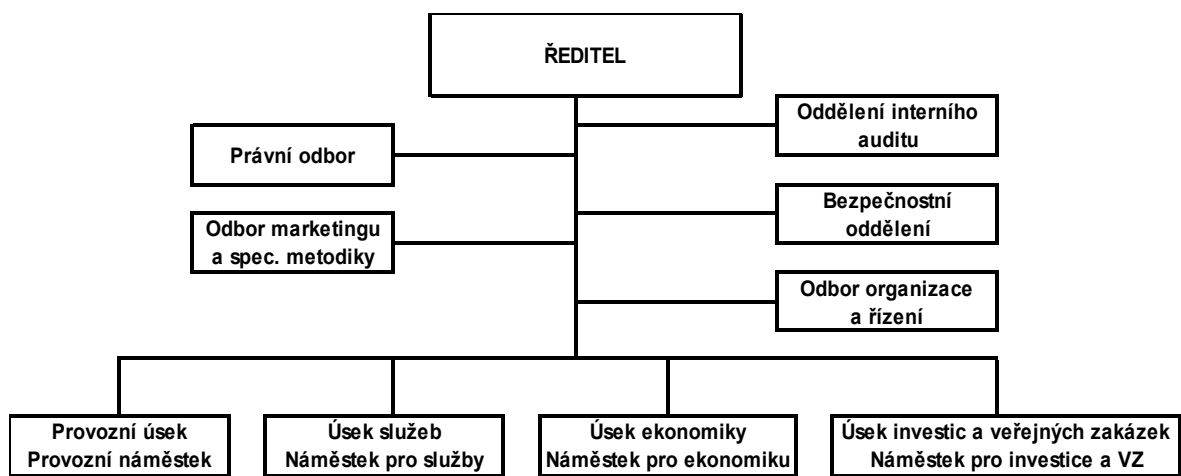 ŘEDITEL
Oddělení interního
auditu
Právní odbor
Bezpečnostní
oddělení
Odbor marketingu
a spec. metodiky
Odbor organizace
a řízení
Provozní úsek
Provozní náměstek
Úsek služeb
Náměstek pro služby
Úsek ekonomiky
Náměstek pro ekonomiku
Úsek investic a veřejných zakázek
Náměstek pro investice a VZ